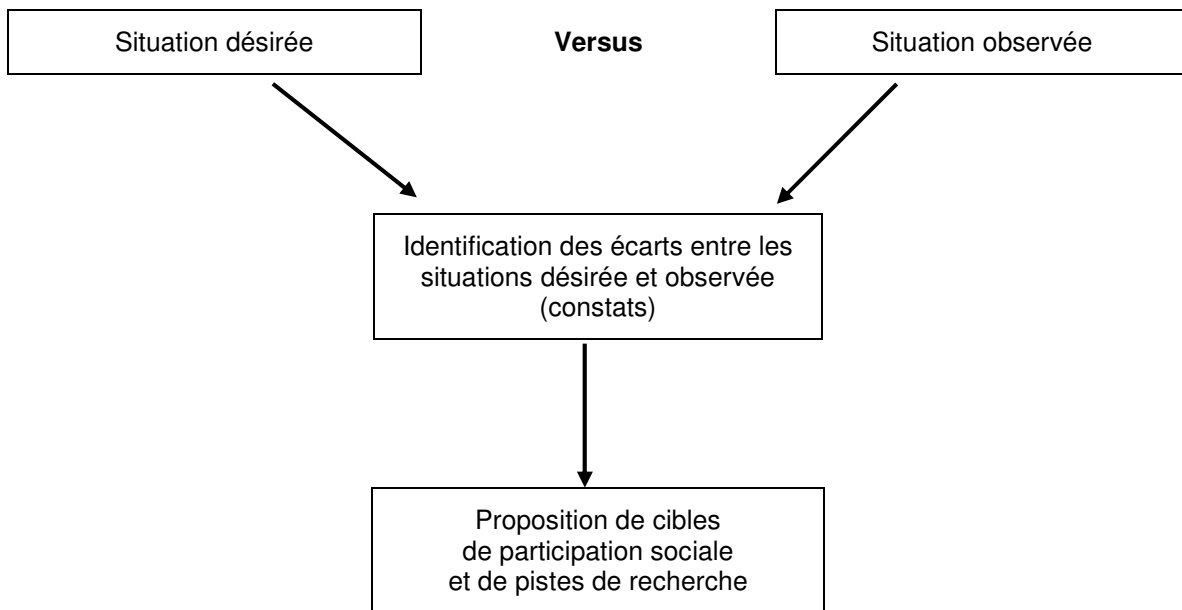 Situation désirée
Versus
Situation observée
Identification des écarts entre les
situations désirée et observée
(constats)
Proposition de cibles
de participation sociale
et de pistes de recherche